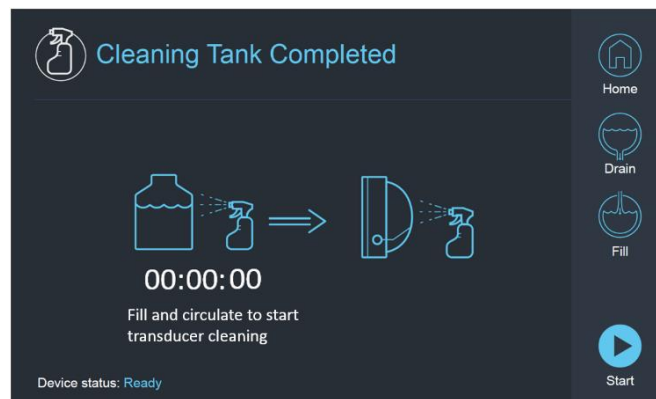 Cleaning Tank Completed
Home
Drain
Fill
00:00:00
Fill and circulate to start
transducer cleaning
Device status: Ready
Start